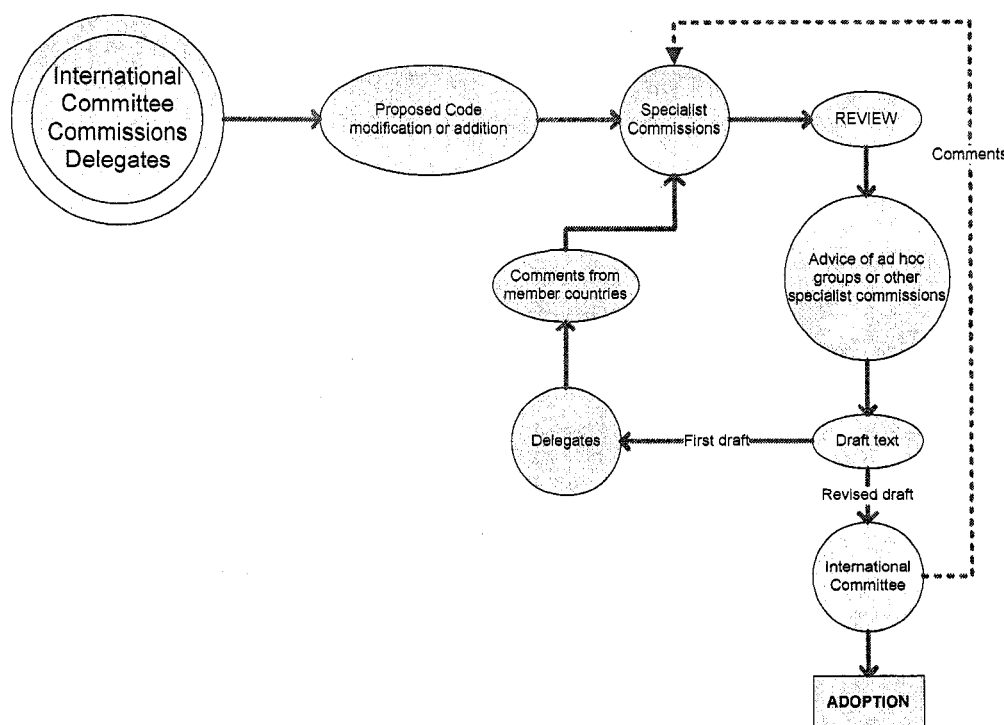 International
Committee
Commissions
Delegates
Proposed Code
modification or addition
Specialist
Commissions
REVIEW
Comments
Advice of ad hoc
groups or other
specialist commissions
Comments from
member countries
Delegates
First draft
Draft text
Revised draft
International
Committee
ADOPTION